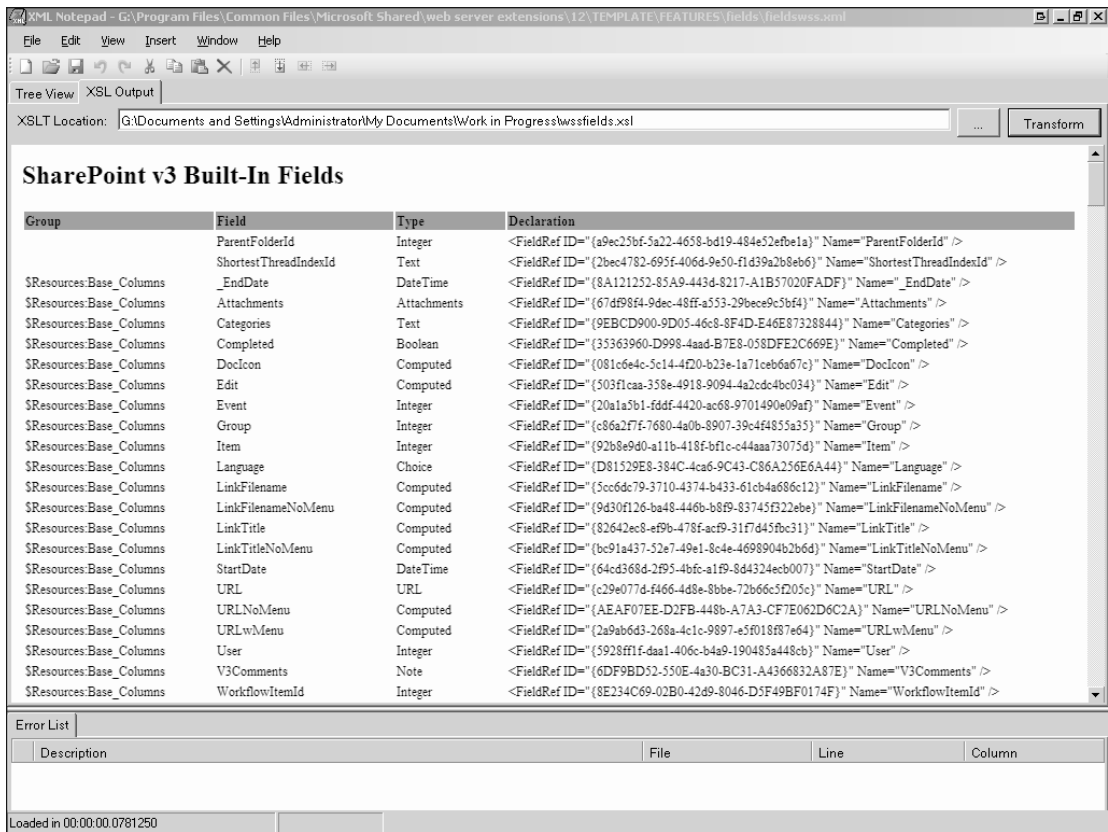 XML Notepad - G:\Program Files\Common Files\Microsoft Shared\web server extensions\12\TEMPLATE\FEATURES\fields\fieldswss.xml
File Edit View Insert Window Help
Tree View XSL Output
XSLT Location: G:\Documents and Settings\Administrator\My Documents\Work in Progress\wssfields.xsl ... Transform
SharePoint v3 Built-In Fields
Group Field Type Declaration
ParentFolderId Integer <FieldRef ID="{a9ec25bf-5a22-4658-bd19-484e52efbe1a}" Name="ParentFolderId" />
ShortestThreadIndexId Text <FieldRef ID="{2bec4782-695f-406d-9e50-f1d39a2b8eb6}" Name="ShortestThreadIndexId" />
$Resources:Base_Columns _EndDate DateTime <FieldRef ID="{8A121252-85A9-443d-8217-A1B57020FADF}" Name="_EndDate" />
$Resources:Base_Columns Attachments Attachments <FieldRef ID="{67df98f4-9dec-48ff-a553-29bece9c5bf4}" Name="Attachments" />
$Resources:Base_Columns Categories Text <FieldRef ID="{9EBCD900-9D05-46c8-8F4D-E46E87328844}" Name="Categories" />
$Resources:Base_Columns Completed Boolean <FieldRef ID="{35363960-D998-4aad-B7E8-058DFE2C669E}" Name="Completed" />
$Resources:Base_Columns DocIcon Computed <FieldRef ID="{081c6e4c-5c14-4f20-b23e-1a71ceb6a67c}" Name="DocIcon" />
$Resources:Base_Columns Edit Computed <FieldRef ID="{503f1caa-358e-4918-9094-4a2cdc4bc034}" Name="Edit" />
$Resources:Base_Columns Event Integer <FieldRef ID="{20a1a5b1-fddf-4420-ac68-9701490e09af}" Name="Event" />
$Resources:Base_Columns Group Integer <FieldRef ID="{c86a2f7f-7680-4a0b-8907-39c4f4855a35}" Name="Group" />
$Resources:Base_Columns Item Integer <FieldRef ID="{92b8e9d0-a11b-418f-bf1c-c44aaa73075d}" Name="Item" />
$Resources:Base_Columns Language Choice <FieldRef ID="{D81529E8-384C-4ca6-9C43-C86A256E6A44}" Name="Language" />
$Resources:Base_Columns LinkFilename Computed <FieldRef ID="{5cc6dc79-3710-4374-b433-61cb4a686c12}" Name="LinkFilename" />
$Resources:Base_Columns LinkFilenameNoMenu Computed <FieldRef ID="{9d30f126-ba48-446b-b8f9-83745f322ebe}" Name="LinkFilenameNoMenu" />
$Resources:Base_Columns LinkTitle Computed <FieldRef ID="{82642ec8-ef9b-478f-acf9-31f7d45fbc31}" Name="LinkTitle" />
$Resources:Base_Columns LinkTitleNoMenu Computed <FieldRef ID="{bc91a437-52e7-49e1-8c4e-4698904b2b6d}" Name="LinkTitleNoMenu" />
$Resources:Base_Columns StartDate DateTime <FieldRef ID="{64cd368d-2f95-4bfc-a1f9-8d4324ecb007}" Name="StartDate" />
$Resources:Base_Columns URL URL <FieldRef ID="{c29e077d-f466-4d8e-8bbe-72b66c5f205c}" Name="URL" />
$Resources:Base_Columns URLNoMenu Computed <FieldRef ID="{AEAF07EE-D2FB-448b-A7A3-CF7E062D6C2A}" Name="URLNoMenu" />
$Resources:Base_Columns URLwMenu Computed <FieldRef ID="{2a9ab6d3-268a-4c1c-9897-e5f018f87e64}" Name="URLwMenu" />
$Resources:Base_Columns User Integer <FieldRef ID="{5928ff1f-daa1-406c-b4a9-190485a448cb}" Name="User" />
$Resources:Base_Columns V3Comments Note <FieldRef ID="{6DF9BD52-550E-4a30-BC31-A4366832A87E}" Name="V3Comments" />
$Resources:Base_Columns WorkflowItemId Integer <FieldRef ID="{8E234C69-02B0-42d9-8046-D5F49BF0174F}" Name="WorkflowItemId" />
Error List
Description File Line Column
Loaded in 00:00:00.0781250